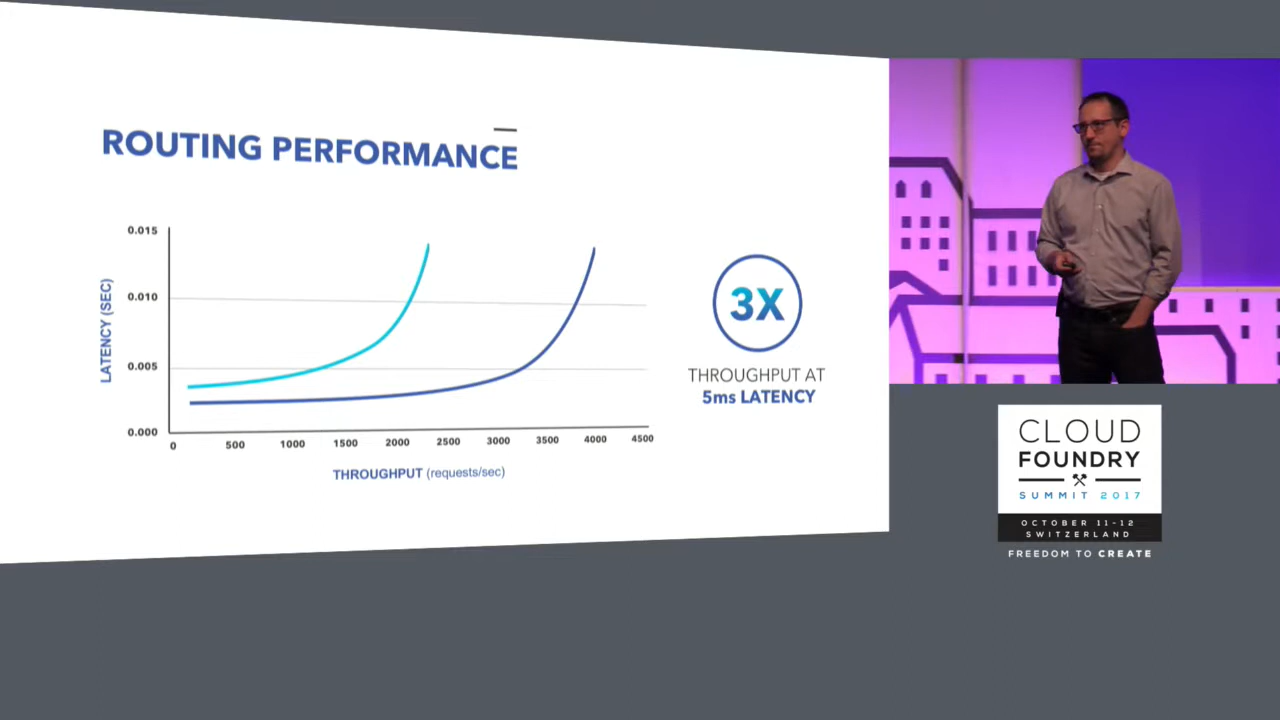 ROUTING PERFORMANCE
0.015
0.010
0.005
0.000
LATENCY (SEC)
0 500 1000 1500 2000 2500 3000 3500 4000 4500
THROUGHPUT (requests/sec)
3X
THROUGHPUT AT
5ms LATENCY
CLOUD
FOUNDRY
SUMMIT 2017
OCTOBER 11-12
SWITZERLAND
FREEDOM TO CREATE